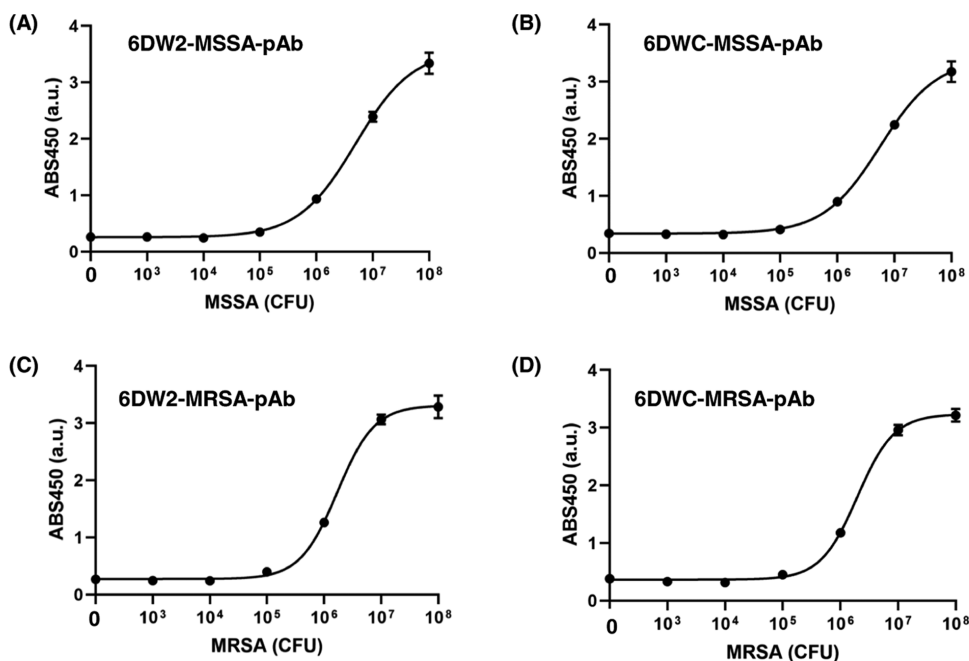 (A)
6DW2-MSSA-pAb
ABS450 (a.u.)
4
3
2
1
0
0 10³ 10⁴ 10⁵ 10⁶ 10⁷ 10⁸
MSSA (CFU)
(B)
6DWC-MSSA-pAb
ABS450 (a.u.)
4
3
2
1
0
0 10³ 10⁴ 10⁵ 10⁶ 10⁷ 10⁸
MSSA (CFU)
(C)
6DW2-MRSA-pAb
ABS450 (a.u.)
4
3
2
1
0
0 10³ 10⁴ 10⁵ 10⁶ 10⁷ 10⁸
MRSA (CFU)
(D)
6DWC-MRSA-pAb
ABS450 (a.u.)
4
3
2
1
0
0 10³ 10⁴ 10⁵ 10⁶ 10⁷ 10⁸
MRSA (CFU)